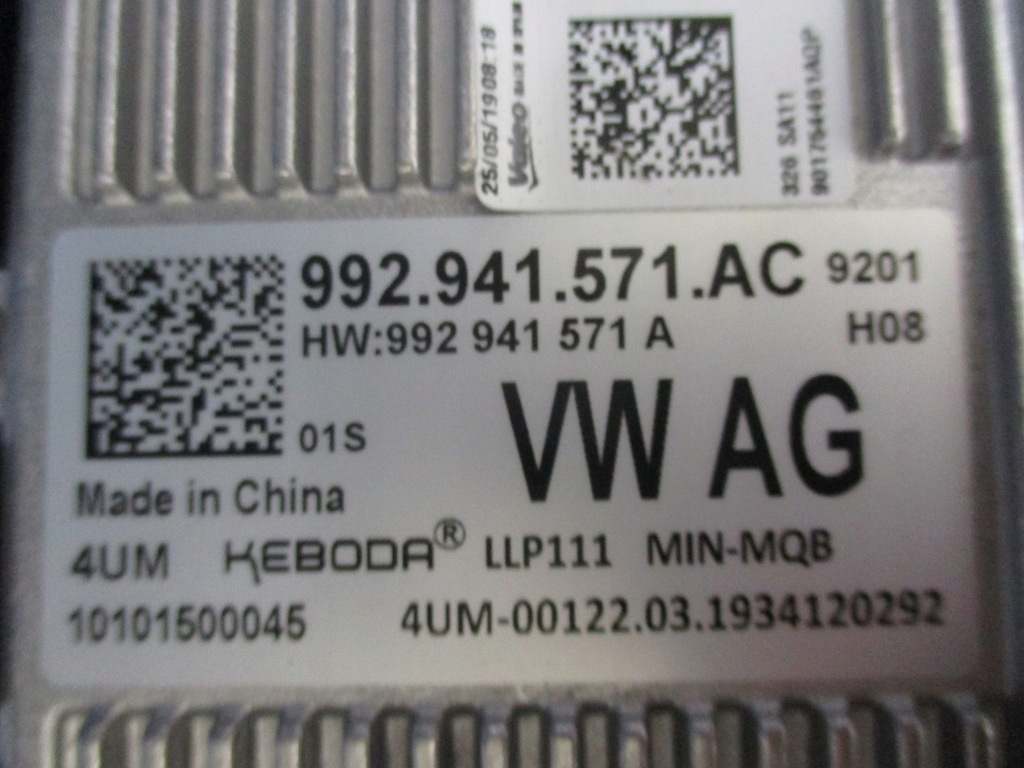 25/05/19 08:18
Valeo
326 SA11
992.941.571.AC 9201
HW:992 941 571 A H08
01S
VW AG
Made in China
4UM KEBODA® LLP111 MIN-MQB
10101500045 4UM-00122.03.1934120292